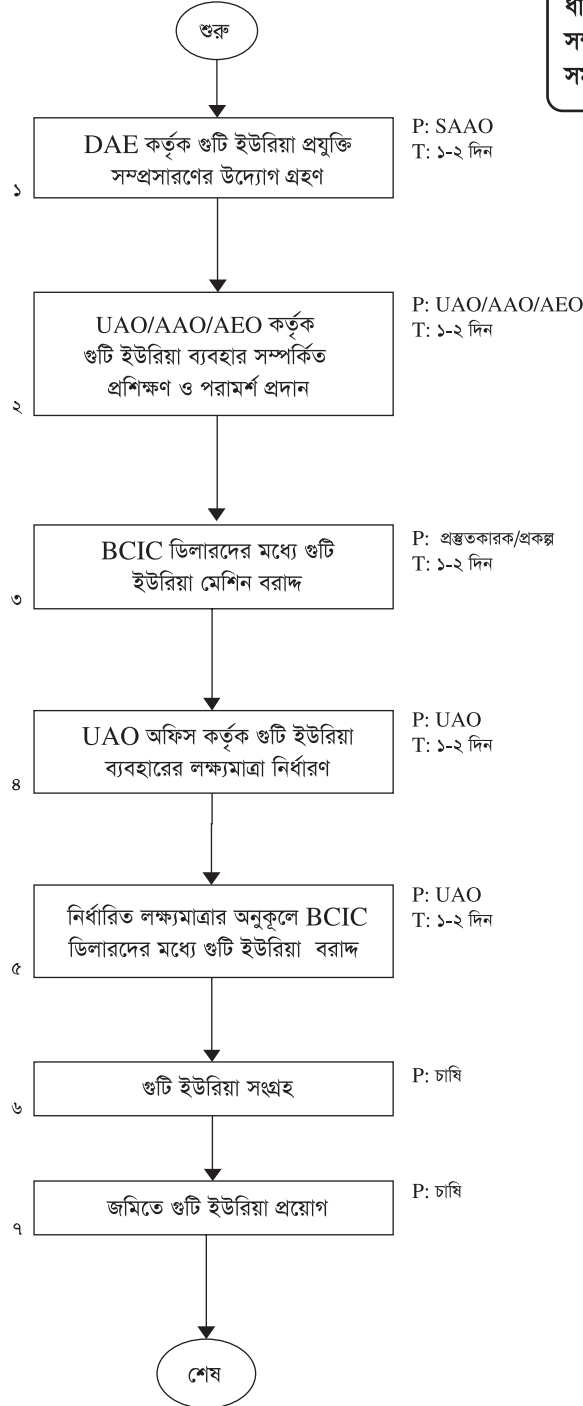 ধা
সম
সম
শুরু
DAE কর্তৃক গুটি ইউরিয়া প্রযুক্তি
সম্প্রসারণের উদ্যোগ গ্রহণ
১
P: SAAO
T: ১-২ দিন
UAO/AAO/AEO কর্তৃক
গুটি ইউরিয়া ব্যবহার সম্পর্কিত
প্রশিক্ষণ ও পরামর্শ প্রদান
২
P: UAO/AAO/AEO
T: ১-২ দিন
BCIC ডিলারদের মধ্যে গুটি
ইউরিয়া মেশিন বরাদ্দ
৩
P: প্রস্তুতকারক/প্রকল্প
T: ১-২ দিন
UAO অফিস কর্তৃক গুটি ইউরিয়া
ব্যবহারের লক্ষ্যমাত্রা নির্ধারণ
৪
P: UAO
T: ১-২ দিন
নির্ধারিত লক্ষ্যমাত্রার অনুকূলে BCIC
ডিলারদের মধ্যে গুটি ইউরিয়া বরাদ্দ
৫
P: UAO
T: ১-২ দিন
গুটি ইউরিয়া সংগ্রহ
৬
P: চাষি
জমিতে গুটি ইউরিয়া প্রয়োগ
৭
P: চাষি
শেষ